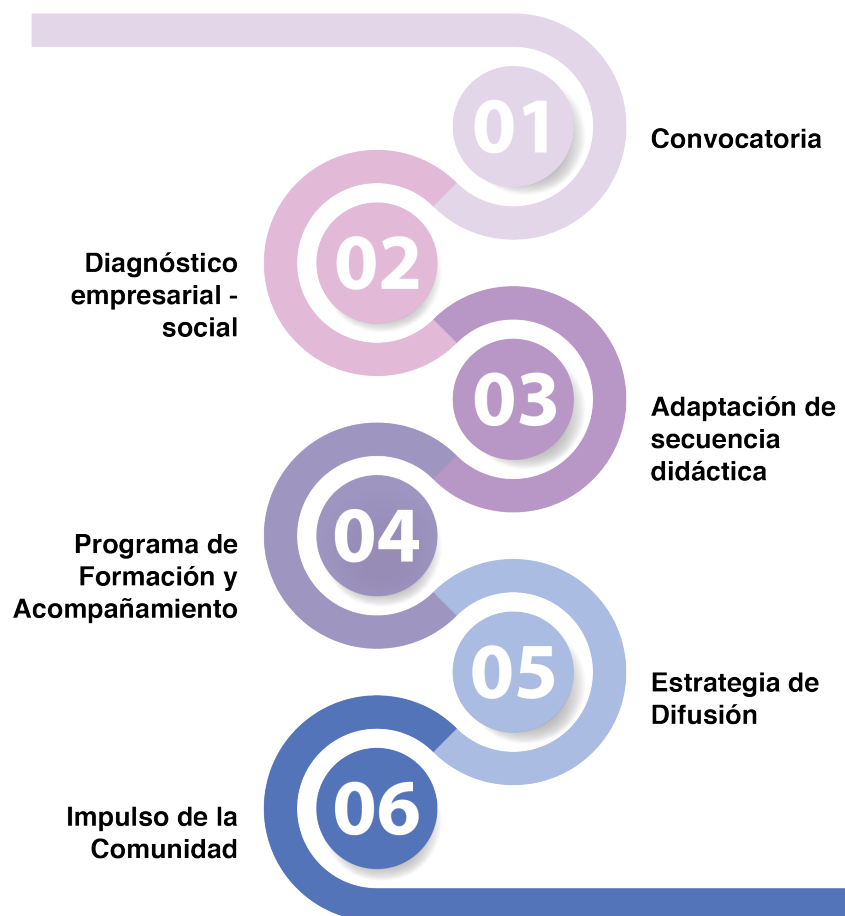 01
Convocatoria
02
Diagnóstico
empresarial -
social
03
Adaptación de
secuencia
didáctica
04
Programa de
Formación y
Acompañamiento
05
Estrategia de
Difusión
06
Impulso de la
Comunidad